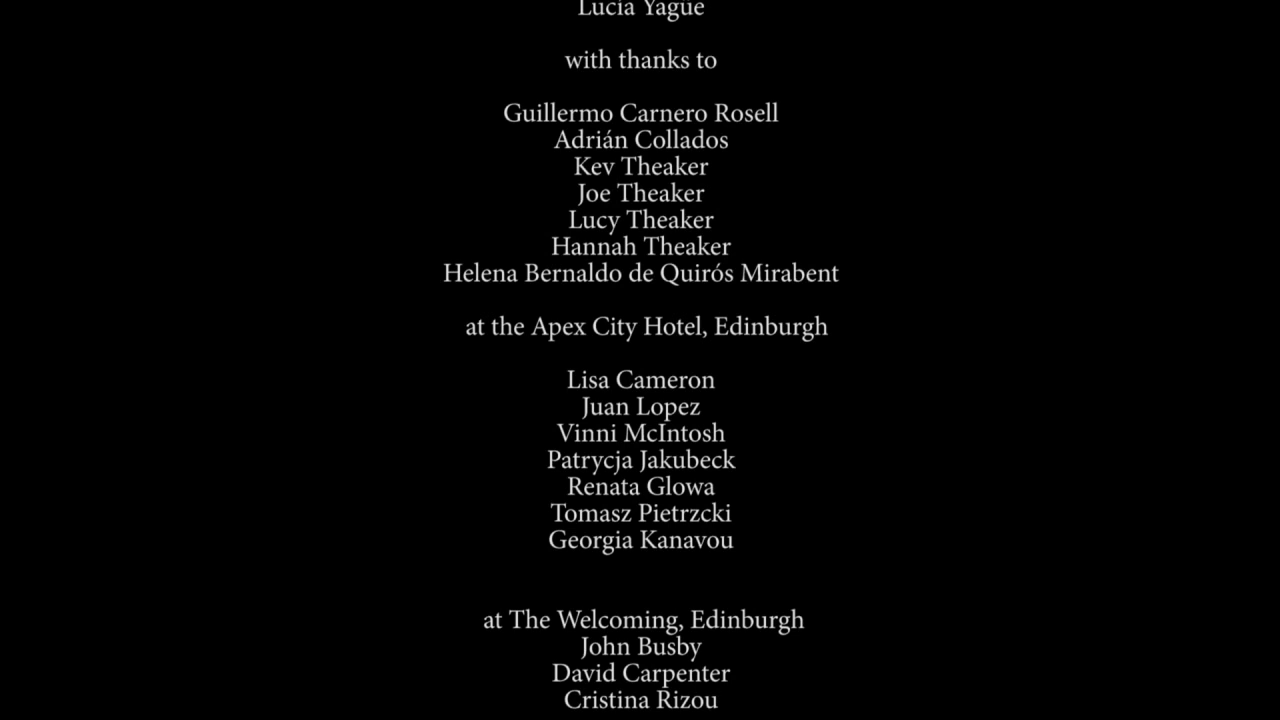 Lucía Yagüe
with thanks to
Guillermo Carnero Rosell
Adrián Collados
Kev Theaker
Joe Theaker
Lucy Theaker
Hannah Theaker
Helena Bernaldo de Quirós Mirabent
at the Apex City Hotel, Edinburgh
Lisa Cameron
Juan Lopez
Vinni McIntosh
Patrycja Jakubeck
Renata Glowa
Tomasz Pietrzcki
Georgia Kanavou
at The Welcoming, Edinburgh
John Busby
David Carpenter
Cristina Rizou